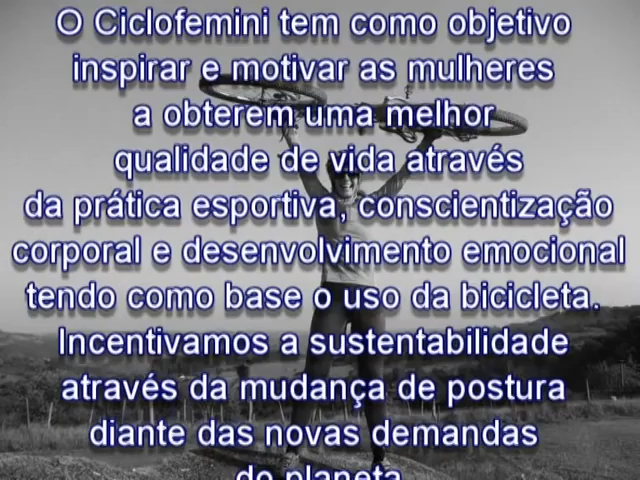 O Ciclofemini tem como objetivo
inspirar e motivar as mulheres
a obterem uma melhor
qualidade de vida através
da prática esportiva, conscientização
corporal e desenvolvimento emocional
tendo como base o uso da bicicleta.
Incentivamos a sustentabilidade
através da mudança de postura
diante das novas demandas
do planeta